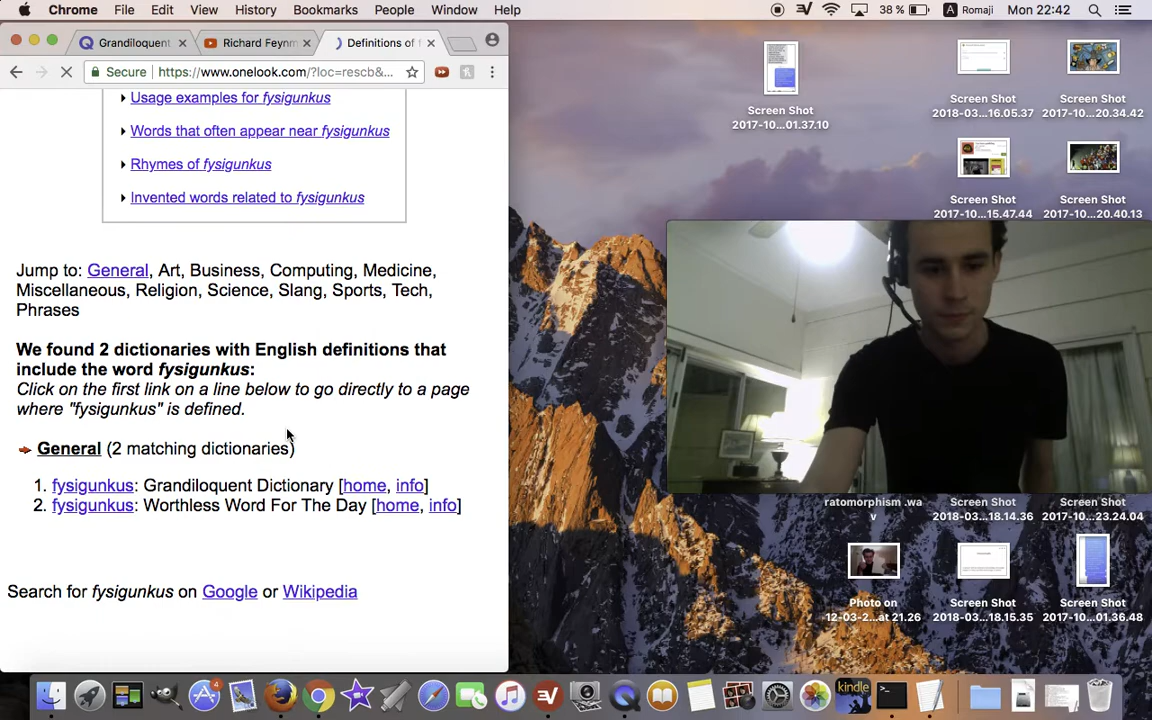 Chrome File Edit View History Bookmarks People Window Help
38 % A Romaji Mon 22:42
Grandiloquent
Richard Feynm
Definitions of f
Secure https://www.onelook.com/?loc=rescb&...
Usage examples for fysigunkus
Words that often appear near fysigunkus
Rhymes of fysigunkus
Invented words related to fysigunkus
Jump to: General, Art, Business, Computing, Medicine,
Miscellaneous, Religion, Science, Slang, Sports, Tech,
Phrases
We found 2 dictionaries with English definitions that
include the word fysigunkus:
Click on the first link on a line below to go directly to a page
where "fysigunkus" is defined.
General (2 matching dictionaries)
1. fysigunkus: Grandiloquent Dictionary [home, info]
2. fysigunkus: Worthless Word For The Day [home, info]
Search for fysigunkus on Google or Wikipedia
Screen Shot
2017-10...01.37.10
Screen Shot
2018-03...16.05.37
Screen Shot
2017-10...20.34.42
Screen Shot
2017-10...15.47.44
Screen Shot
2017-10...20.40.13
ratomorphism .wa
v
Screen Shot
2018-03...18.14.36
Screen Shot
2017-10...23.24.04
Photo on
12-03-2...at 21.26
Screen Shot
2018-03...18.15.35
Screen Shot
2017-10...01.36.48
4
kindle